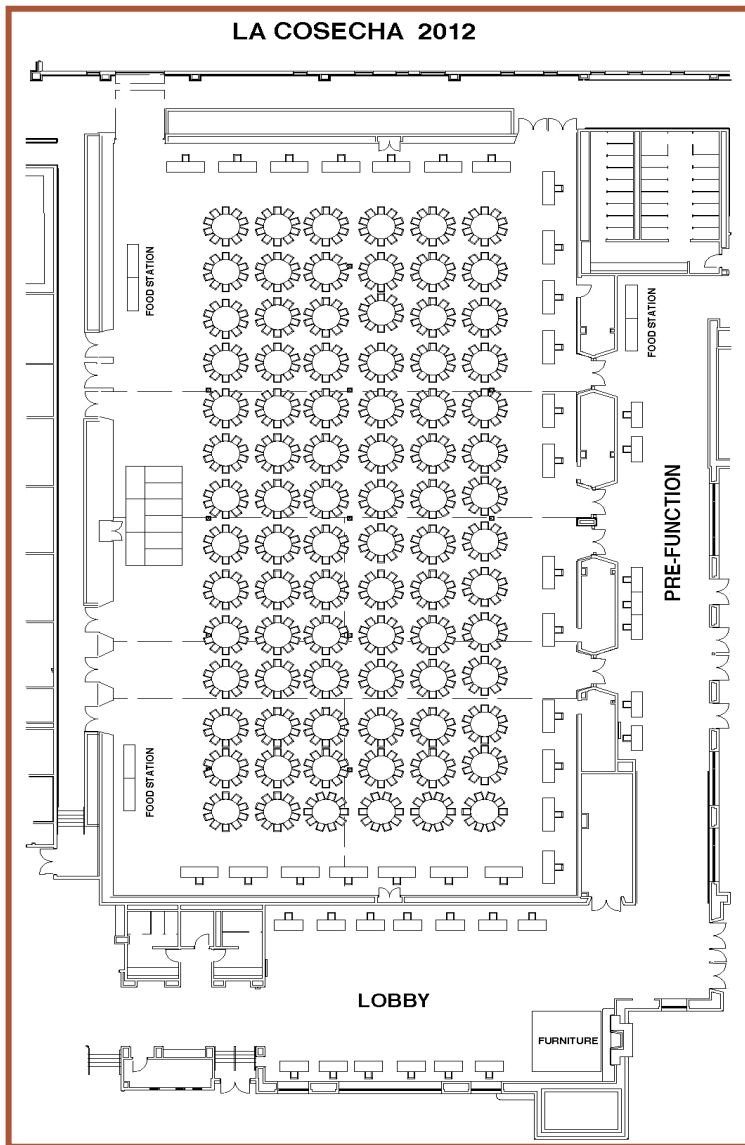 LA COSECHA 2012
FOOD STATION
FOOD STATION
PRE-FUNCTION
FOOD STATION
LOBBY
FURNITURE